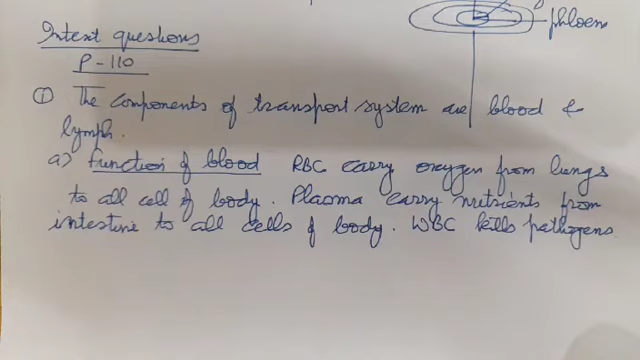 phloem
Intext questions
P-110
① The components of transport system are blood &
lymph.
a) Function of blood RBC carry oxygen from lungs
to all cell of body. Plasma carry nutrients from
intestine to all cells of body. WBC kills pathogens